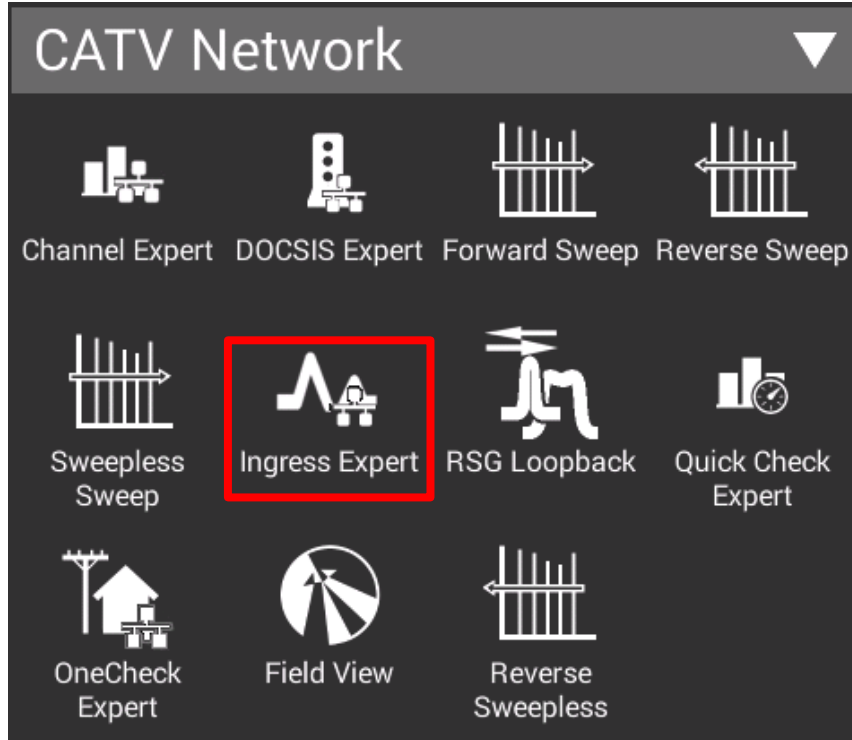 CATV Network
Channel Expert
DOCSIS Expert
Forward Sweep
Reverse Sweep
Sweepless
Sweep
Ingress Expert
RSG Loopback
Quick Check
Expert
OneCheck
Expert
Field View
Reverse
Sweepless